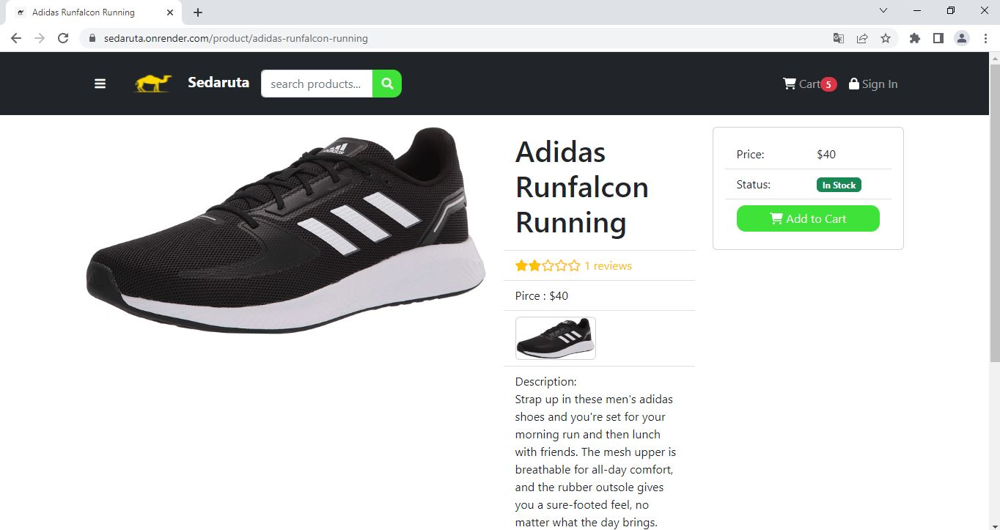 Adidas Runfalcon Running
sedaruta.onrender.com/product/adidas-runfalcon-running
Sedaruta
search products...
Cart 5
Sign In
adidas
Adidas
Runfalcon
Running
1 reviews
Pirce : $40
Description:
Strap up in these men's adidas
shoes and you're set for your
morning run and then lunch
with friends. The mesh upper is
breathable for all-day comfort,
and the rubber outsole gives
you a sure-footed feel, no
matter what the day brings.
Price: $40
Status: In Stock
Add to Cart